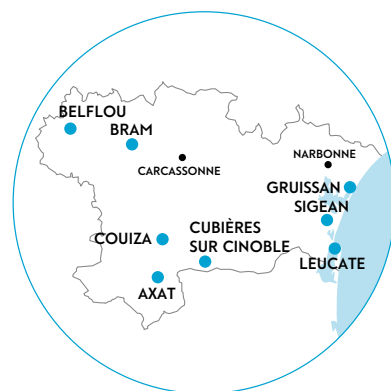 BELFLOU
BRAM
CARCASSONNE
NARBONNE
GRUISSAN
SIGEAN
COUIZA
CUBIÈRES
SUR CINOBLE
LEUCATE
AXAT